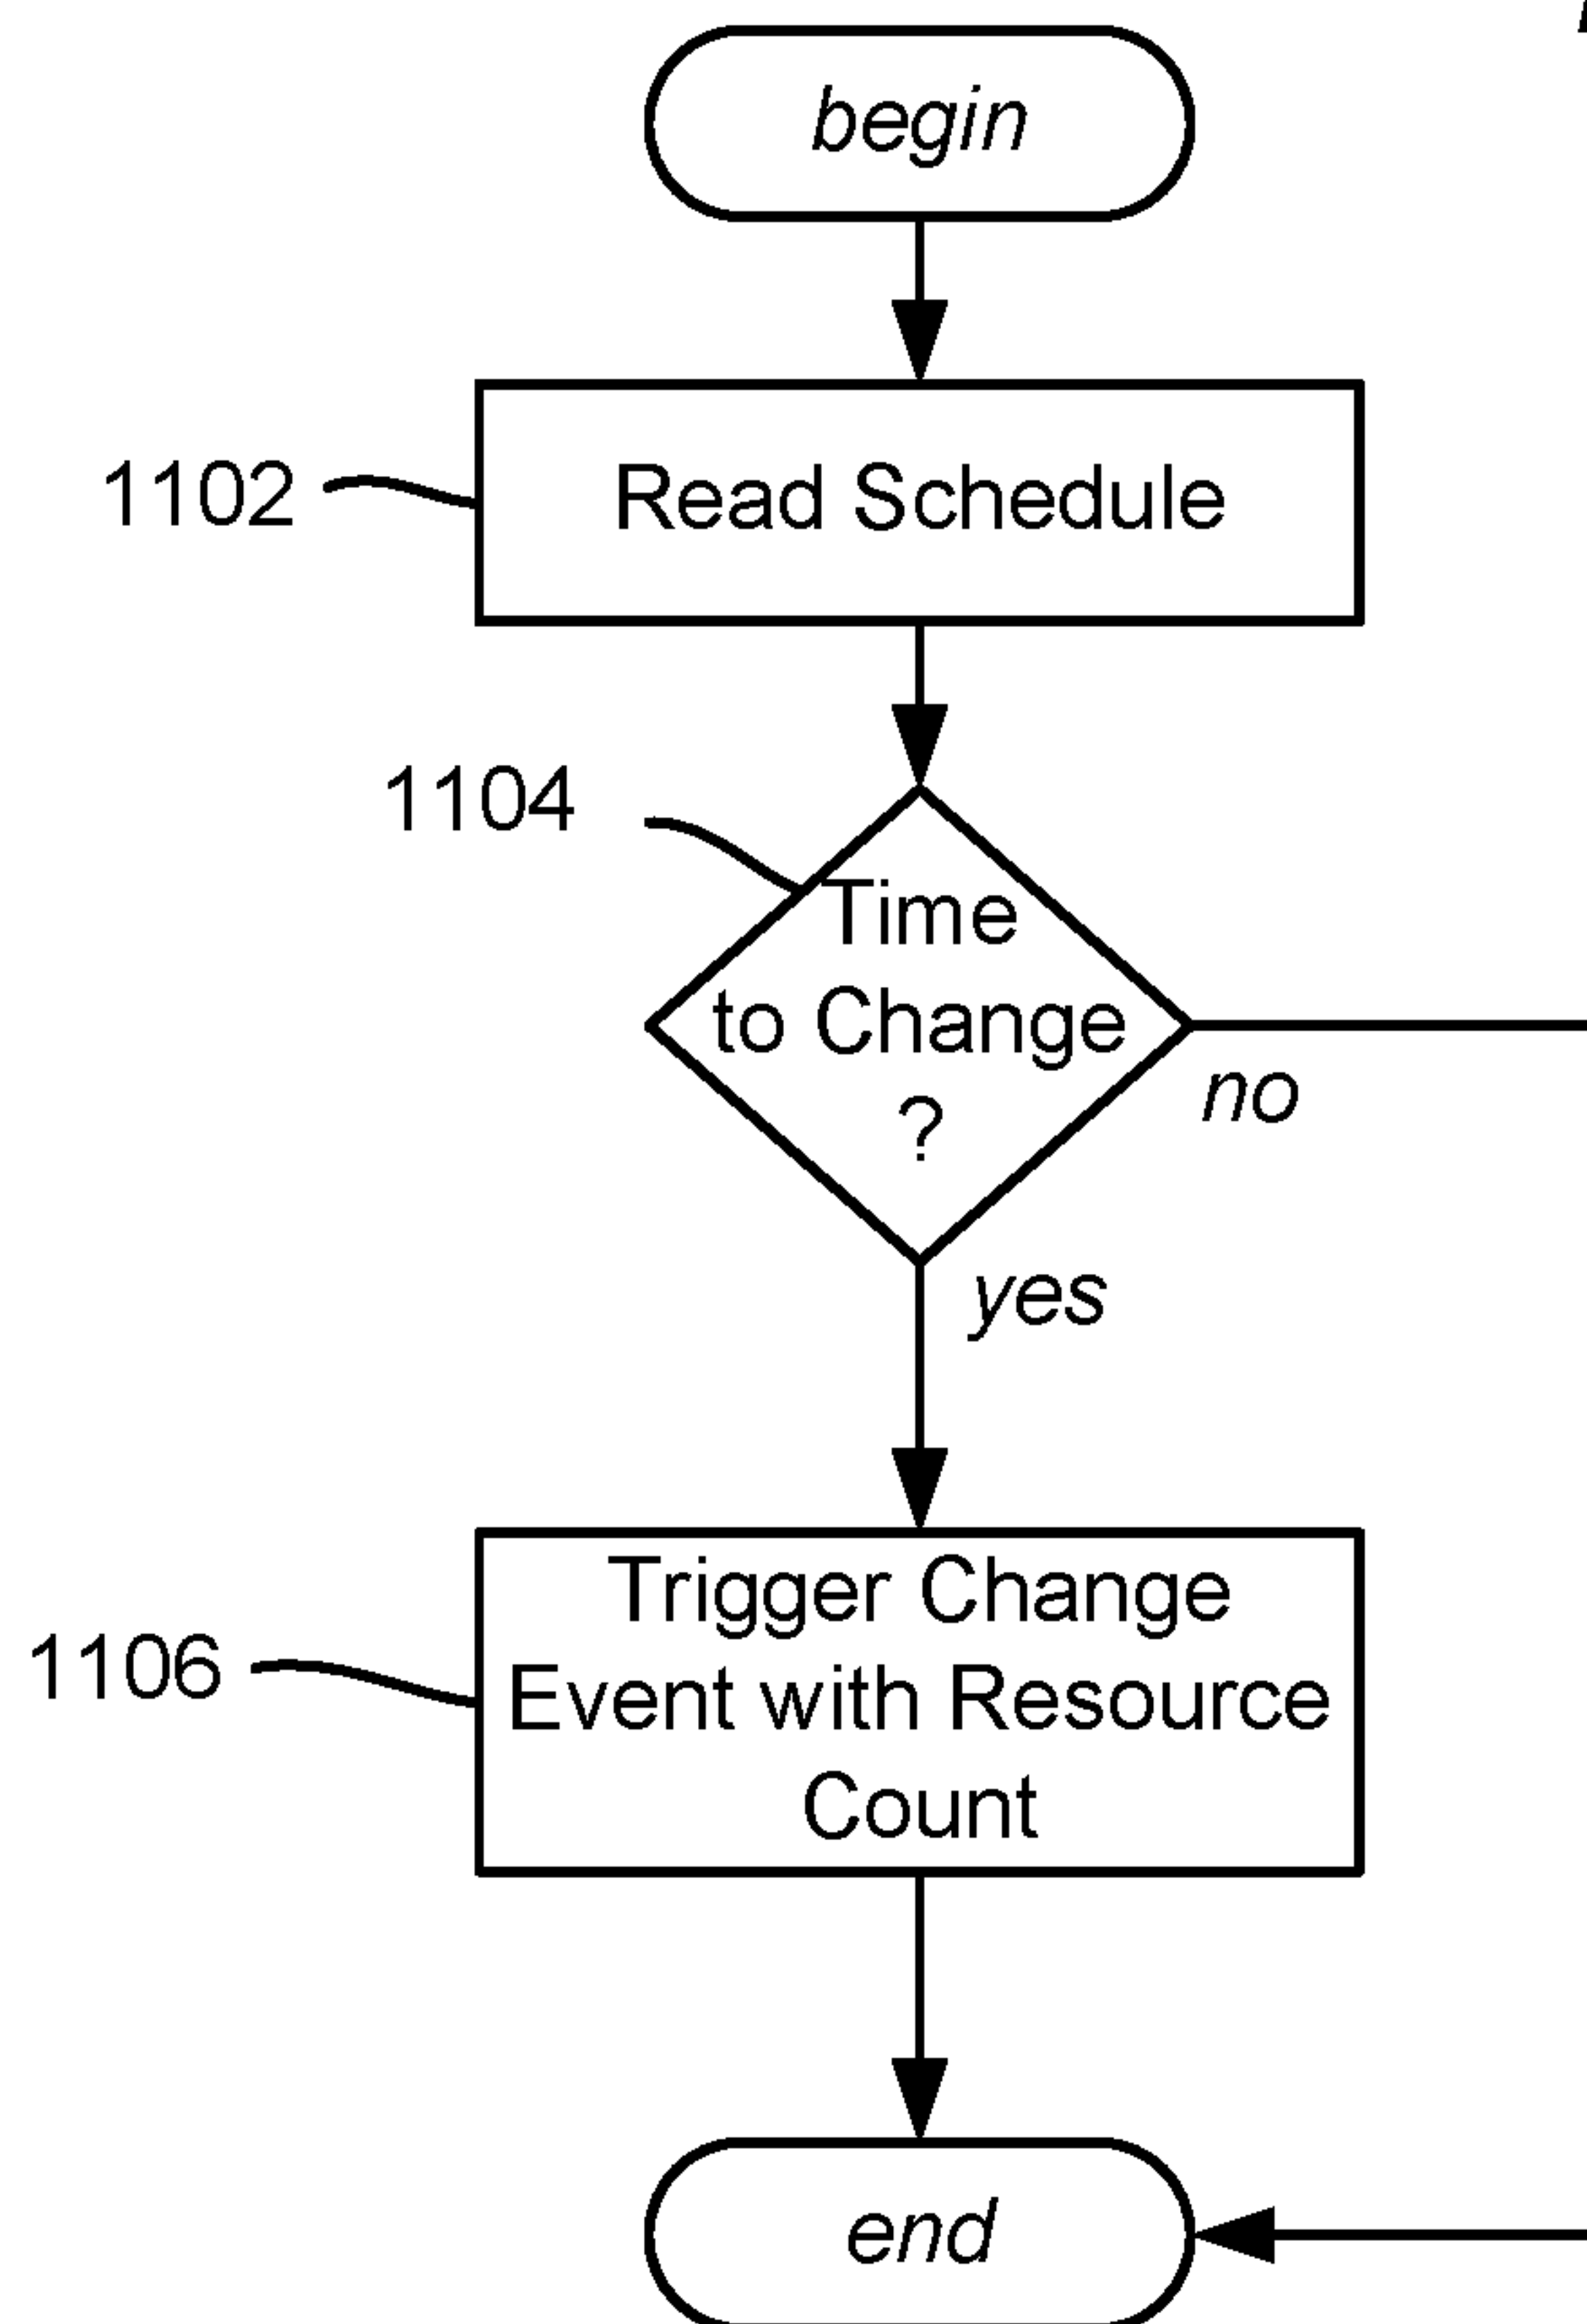 begin
1102
Read Schedule
1104
Time
to Change
?
no
yes
1106
Trigger Change
Event with Resource
Count
end